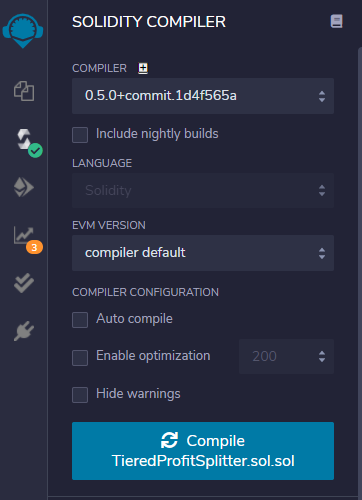 SOLIDITY COMPILER
COMPILER
0.5.0+commit.1d4f565a
Include nightly builds
LANGUAGE
Solidity
EVM VERSION
compiler default
COMPILER CONFIGURATION
Auto compile
Enable optimization 200
Hide warnings
3
Compile
TieredProfitSplitter.sol.sol